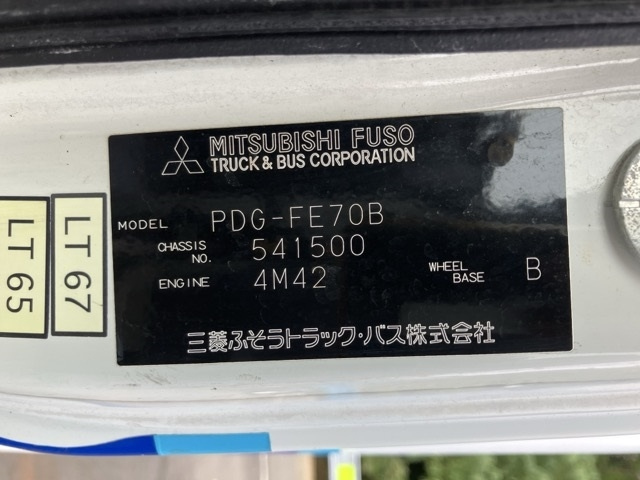 MITSUBISHI FUSO
TRUCK & BUS CORPORATION
MODEL PDG-FE70B
CHASSIS NO. 541500
ENGINE 4M42 WHEEL BASE B
三菱ふそうトラック・バス株式会社
LT 67
LT 65